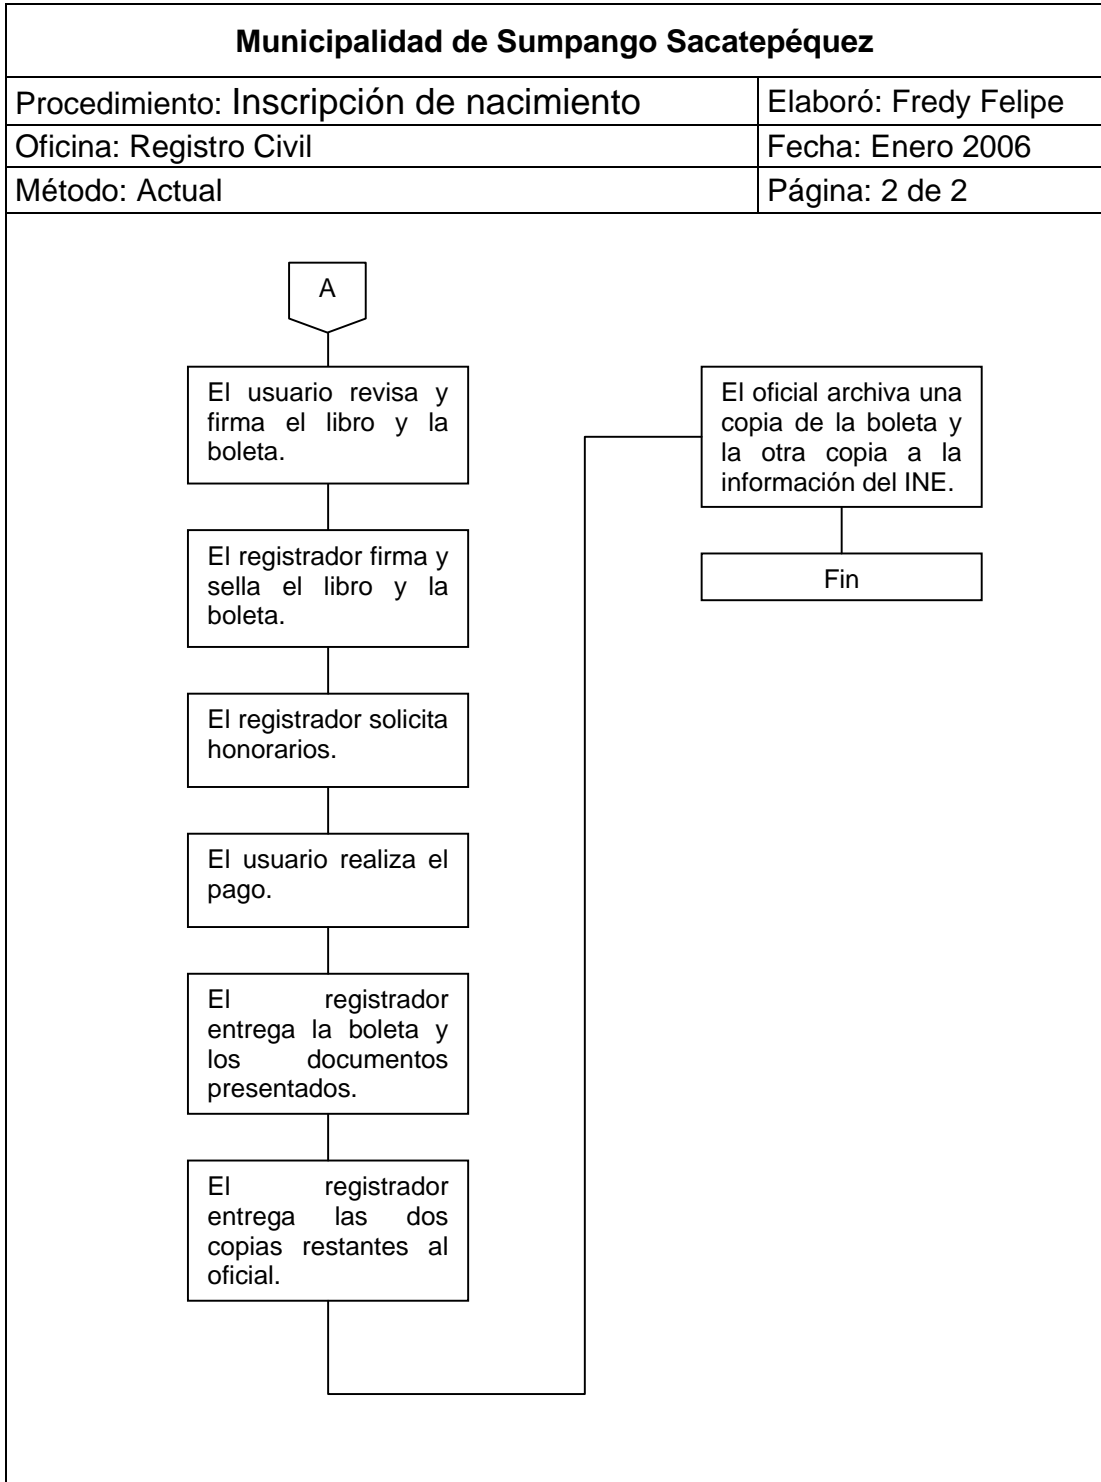 Municipalidad de Sumpango Sacatepéquez
Procedimiento: Inscripción de nacimiento
Elaboró: Fredy Felipe
Oficina: Registro Civil
Fecha: Enero 2006
Método: Actual
Página: 2 de 2
A
El usuario revisa y
firma el libro y la
boleta.
El registrador firma y
sella el libro y la
boleta.
El registrador solicita
honorarios.
El usuario realiza el
pago.
El registrador
entrega la boleta y
los documentos
presentados.
El registrador
entrega las dos
copias restantes al
oficial.
El oficial archiva una
copia de la boleta y
la otra copia a la
información del INE.
Fin